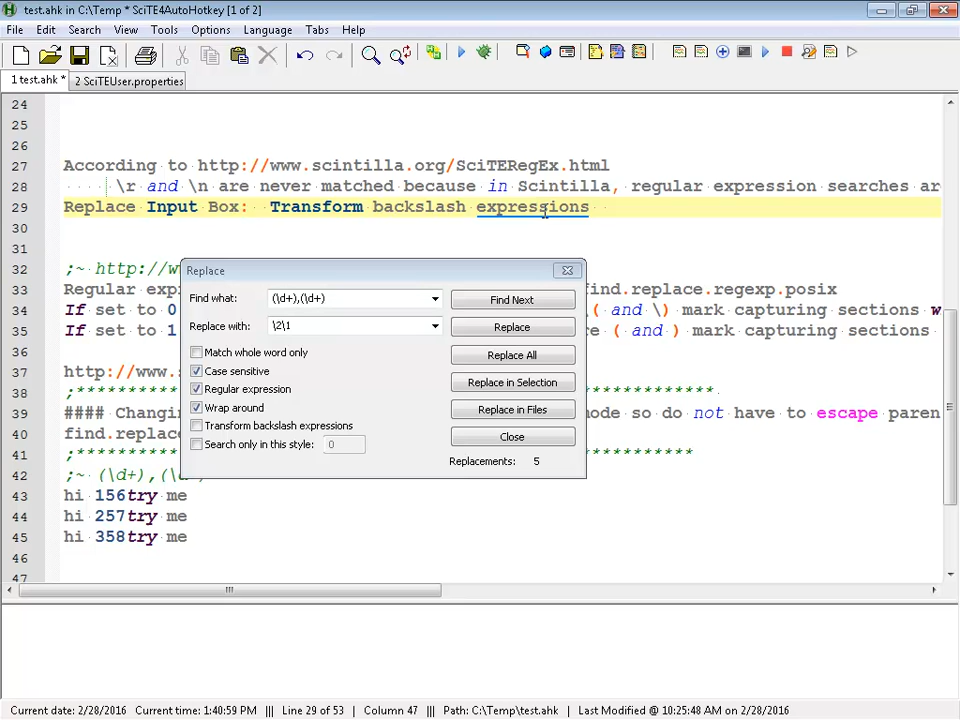 test.ahk in C:\Temp * SciTE4AutoHotkey [1 of 2]
File Edit Search View Tools Options Language Tabs Help
1 test.ahk * 2 SciTEUser.properties
24
25
26
27 According to http://www.scintilla.org/SciTERegEx.html
28 \r and \n are never matched because in Scintilla, regular expression searches ar
29 Replace Input Box: Transform backslash expressions
30
31
32 ;~ http://w
33 Regular exp find.replace.regexp.posix
34 If set to 0 \( and \) mark capturing sections w
35 If set to 1 ( and ) mark capturing sections
36
37 http://www.s
38 ;***********
39 #### Changin mode so do not have to escape paren
40 find.replace
41 ;***********
42 ;~ (\d+),(\d+)
43 hi 156try me
44 hi 257try me
45 hi 358try me
46
47
Replace
Find what: (\d+),(\d+) Find Next
Replace with: \2\1 Replace
Match whole word only Replace All
Case sensitive
Regular expression Replace in Selection
Wrap around Replace in Files
Transform backslash expressions
Search only in this style: 0 Close
Replacements: 5
Current date: 2/28/2016 Current time: 1:40:59 PM ||| Line 29 of 53 ||| Column 47 ||| Path: C:\Temp\test.ahk ||| Last Modified @ 10:25:48 AM on 2/28/2016